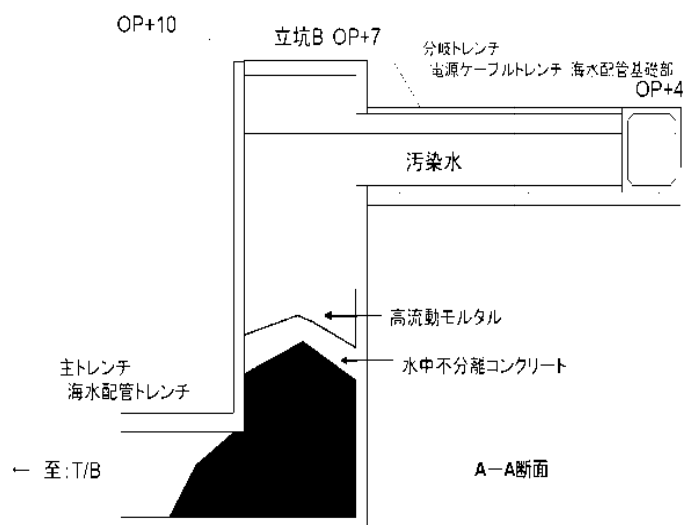 OP+10
立坑B OP+7
分岐トレンチ
電源ケーブルトレンチ 海水配管基礎部
OP+4
汚染水
高流動モルタル
水中不分離コンクリート
主トレンチ
海水配管トレンチ
← 至:T/B
A-A断面